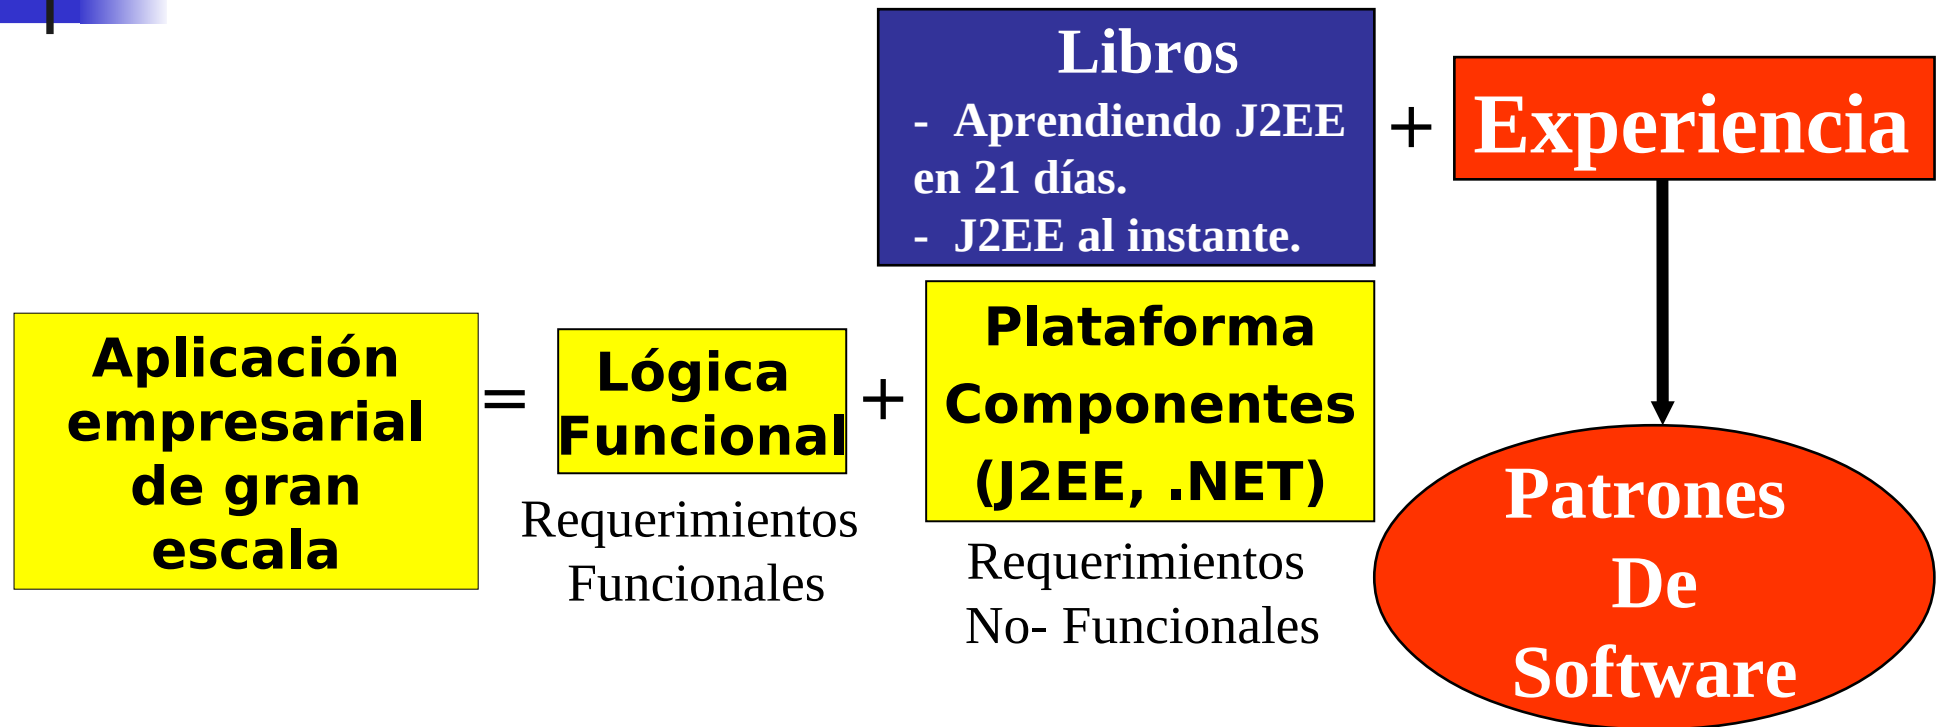 Libros
- Aprendiendo J2EE
en 21 días.
- J2EE al instante.
+
Experiencia
Aplicación
empresarial
de gran
escala
=
Lógica
Funcional
Requerimientos
Funcionales
+
Plataforma
Componentes
(J2EE, .NET)
Requerimientos
No- Funcionales
Patrones
De
Software